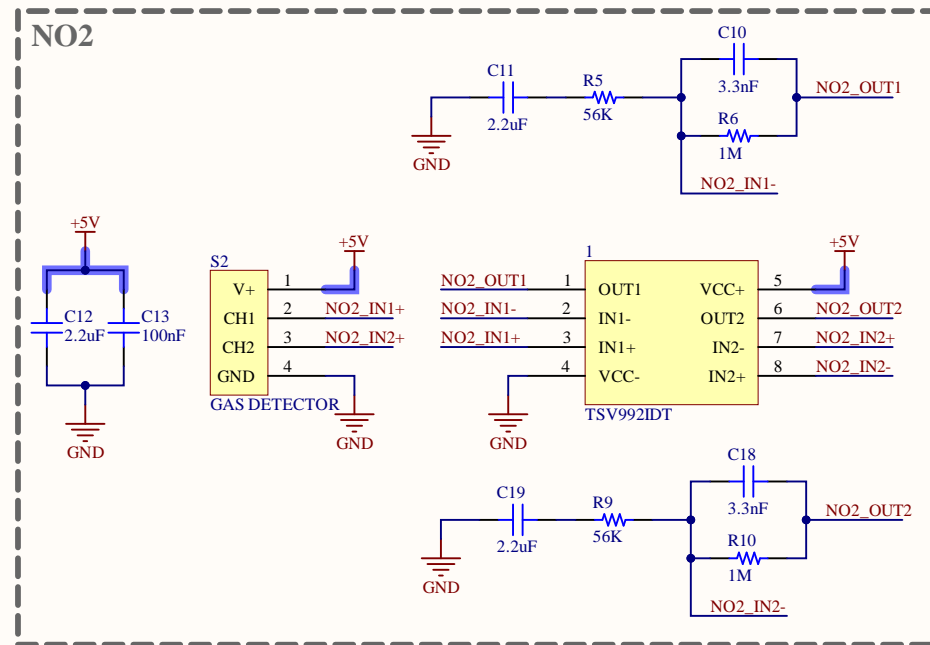 NO2
C10
3.3nF
C11
2.2uF
R5
56K
NO2_OUT1
R6
1M
GND
NO2_IN1-
+5V
C12
2.2uF
C13
100nF
GND
S2
V+
1
CH1
2
NO2_IN1+
CH2
3
NO2_IN2+
GND
4
GAS DETECTOR
+5V
GND
1
NO2_OUT1
1
OUT1
NO2_IN1-
2
IN1-
NO2_IN1+
3
IN1+
4
VCC-
VCC+
5
+5V
OUT2
6
NO2_OUT2
IN2-
7
NO2_IN2+
IN2+
8
NO2_IN2-
TSV992IDT
GND
C18
3.3nF
C19
2.2uF
R9
56K
NO2_OUT2
R10
1M
GND
NO2_IN2-